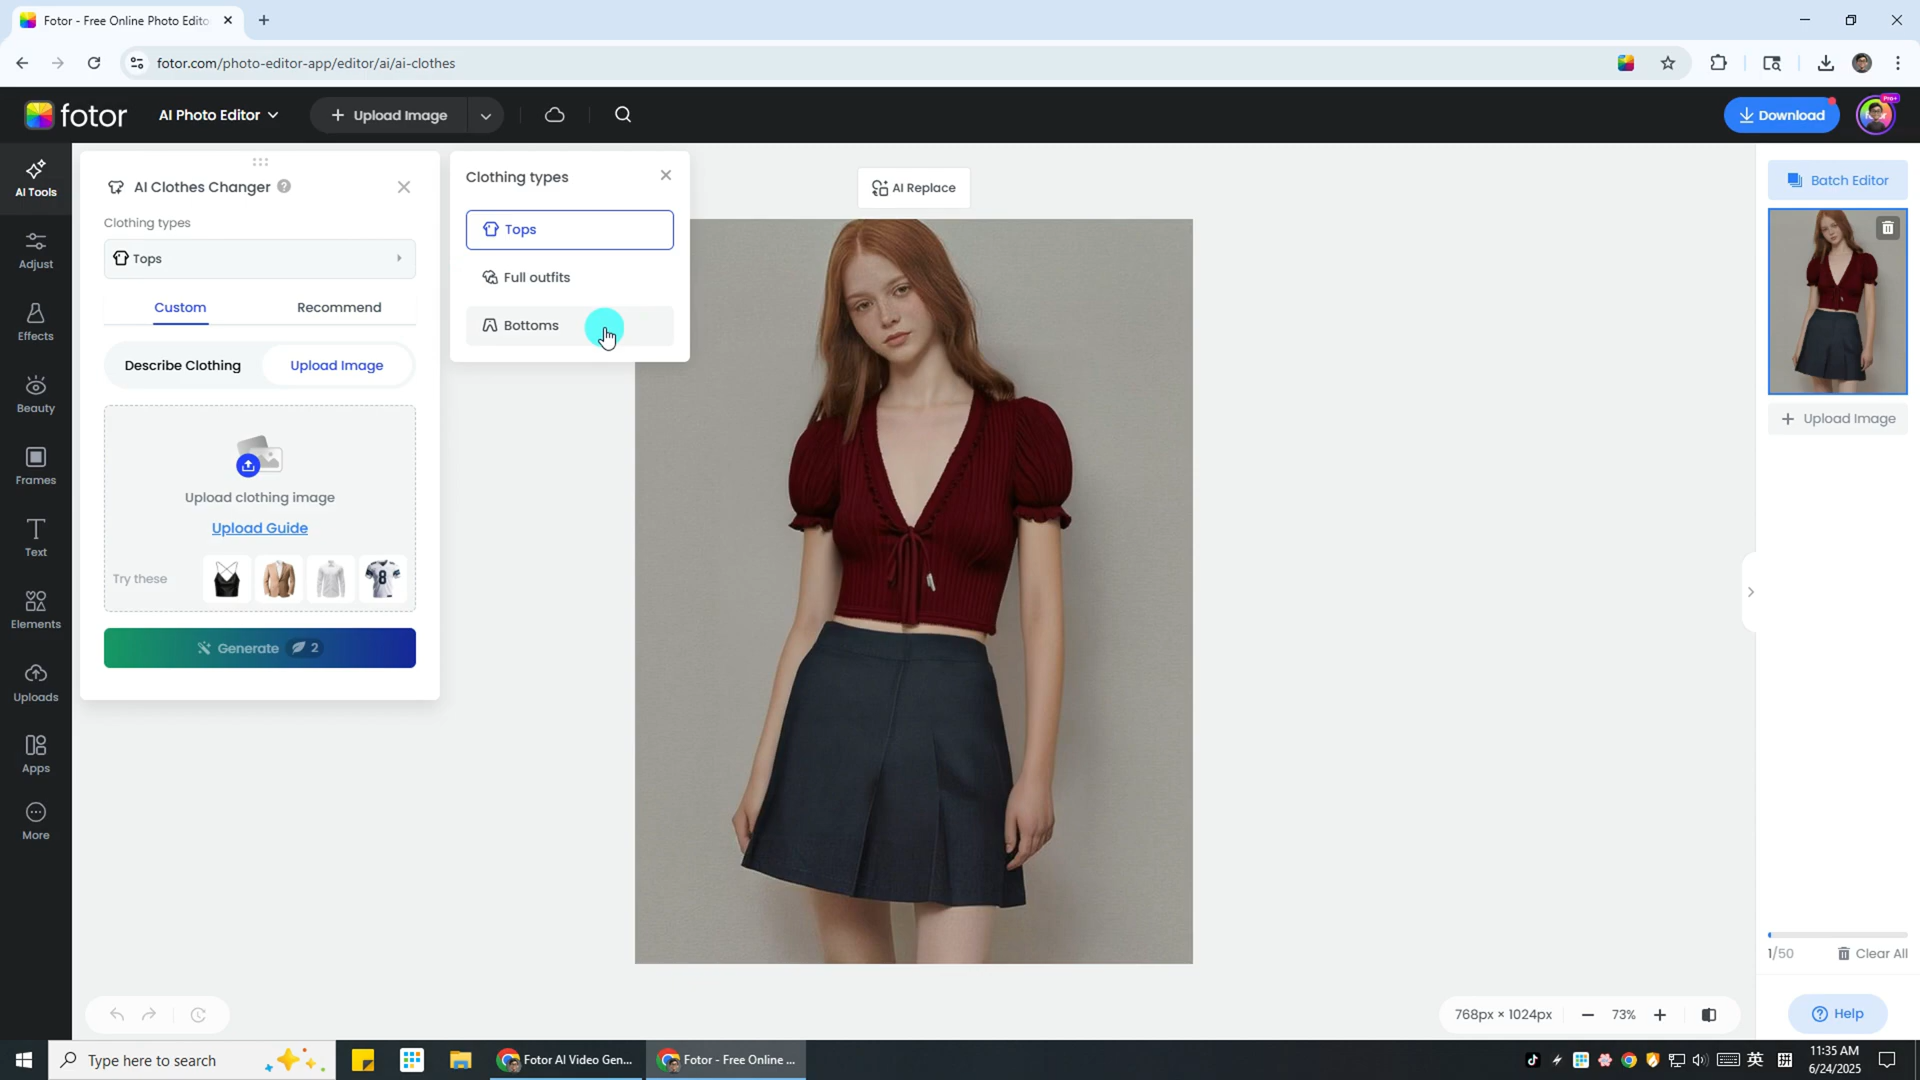 Fotor - Free Online Photo Edito
fotor.com/photo-editor-app/editor/ai/ai-clothes
fotor
AI Photo Editor
Upload Image
Download
Pro+
AI Tools
Adjust
Effects
Beauty
Frames
Text
Elements
Uploads
Apps
More
AI Clothes Changer
Clothing types
Tops
Custom
Recommend
Describe Clothing
Upload Image
Upload clothing image
Upload Guide
Try these
8
Generate 2
Clothing types
Tops
Full outfits
Bottoms
AI Replace
Batch Editor
Upload Image
1/50
Clear All
768px × 1024px
73%
Help
Type here to search
Fotor AI Video Gen...
Fotor - Free Online ...
英
拼
11:35 AM
6/24/2025